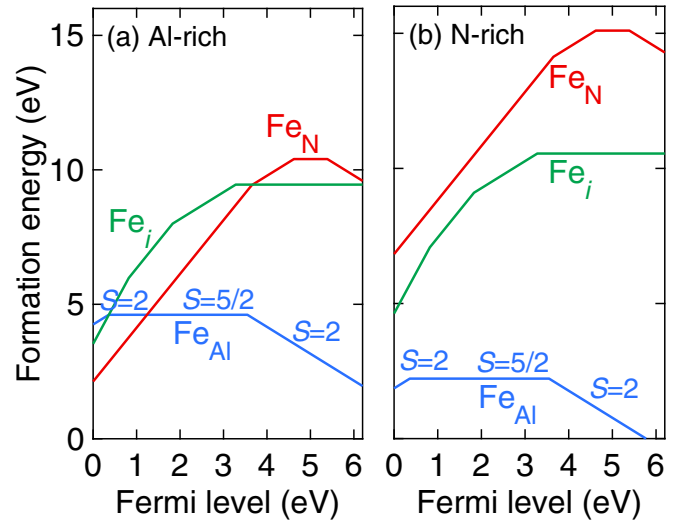 Formation energy (eV)
15
10
5
0
(a) Al-rich
Fe_N
Fe_i
S=2
S=5/2
S=2
Fe_Al
0 1 2 3 4 5 6
Fermi level (eV)
(b) N-rich
Fe_N
Fe_i
S=2
S=5/2
S=2
Fe_Al
0 1 2 3 4 5 6
Fermi level (eV)